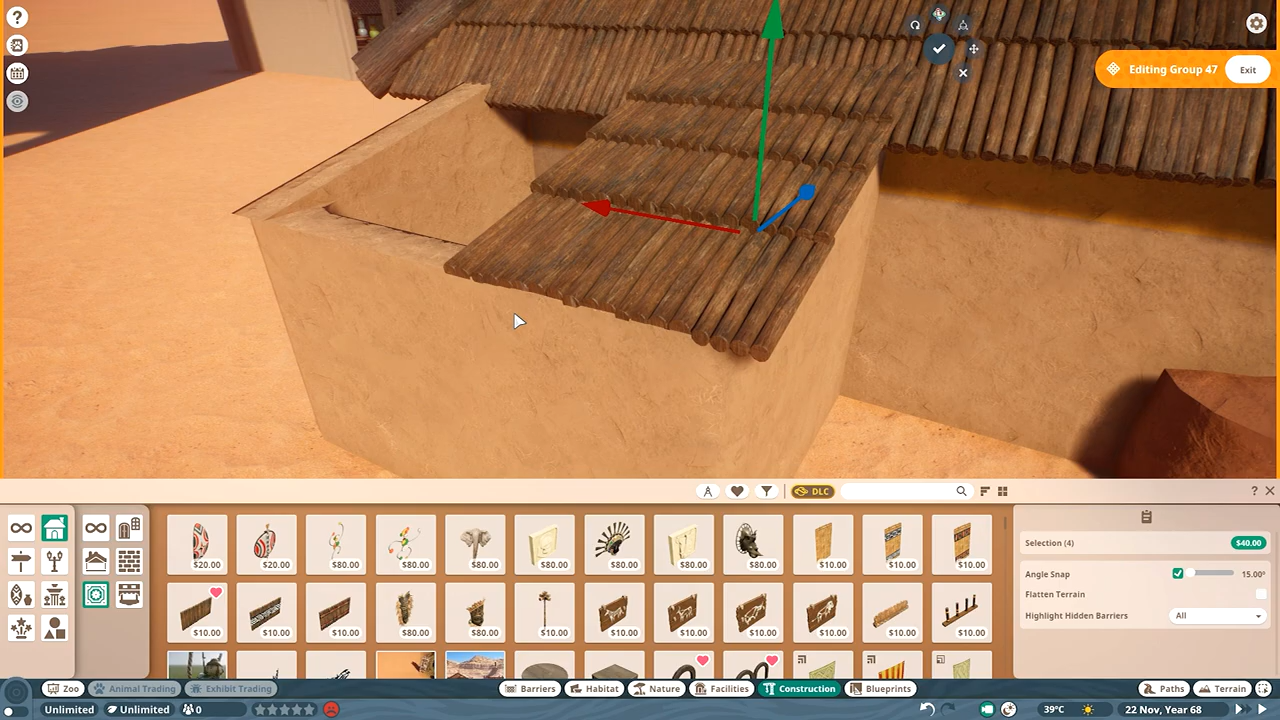 ?
Editing Group 47 Exit
DLC
? ×
$20.00 $20.00 $80.00 $80.00 $80.00 $80.00 $80.00 $80.00 $80.00 $10.00 $10.00 $10.00
$10.00 $10.00 $10.00 $80.00 $80.00 $10.00 $10.00 $10.00 $10.00 $10.00 $10.00 $10.00
Selection (4) $40.00
Angle Snap 15.00°
Flatten Terrain
Highlight Hidden Barriers All
Zoo Animal Trading Exhibit Trading Barriers Habitat Nature Facilities Construction Blueprints Paths Terrain
Unlimited Unlimited 0 39°C 22 Nov, Year 68